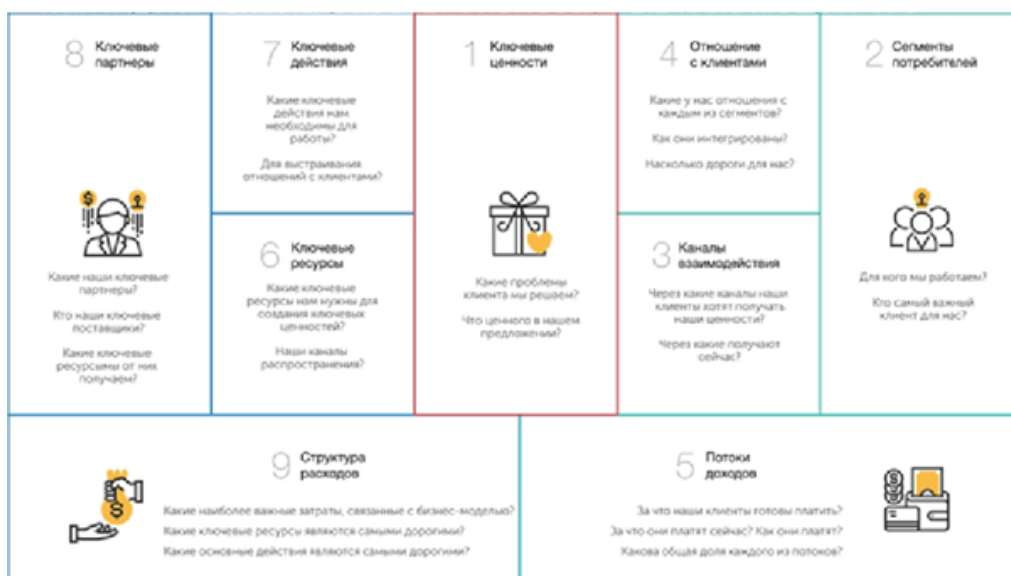 8 Ключевые
партнеры
Какие наши ключевые
партнеры?
Кто наши ключевые
поставщики?
Какие ключевые
ресурсымы от них
получаем?
7 Ключевые
действия
Какие ключевые
действия нам
необходимы для
работы?
Для выстраивания
отношений с клиентами?
6 Ключевые
ресурсы
Какие ключевые
ресурсы нам нужны для
создания ключевых
ценностей?
Наши каналы
распространения?
1 Ключевые
ценности
Какие проблемы
клиента мы решаем?
Что ценного в нашем
предложении?
4 Отношение
с клиентами
Какие у нас отношения с
каждым из сегментов?
Как они интегрированы?
Насколько дороги для нас?
3 Каналы
взаимодействия
Через какие каналы наши
клиенты хотят получать
наши ценности?
Через какие получают
сейчас?
2 Сегменты
потребителей
Для кого мы работаем?
Кто самый важный
клиент для нас?
9 Структура
расходов
Какие наиболее важные затраты, связанные с бизнес-моделью?
Какие ключевые ресурсы являются самыми дорогими?
Какие основные действия являются самыми дорогими?
5 Потоки
доходов
За что наши клиенты готовы платить?
За что они платят сейчас? Как они платят?
Какова общая доля каждого из потоков?